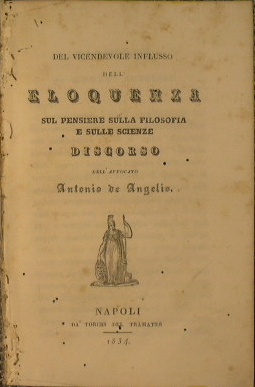 DEL VICENDEVOLE INFLUSSO
DELL'
ELOQUENZA
SUL PENSIERE SULLA FILOSOFIA
E SULLE SCIENZE
DISCORSO
DELL' AVVOCATO
Antonio de Angelis.
NAPOLI
DA' TORCHI DEL TRAMATER
1834.